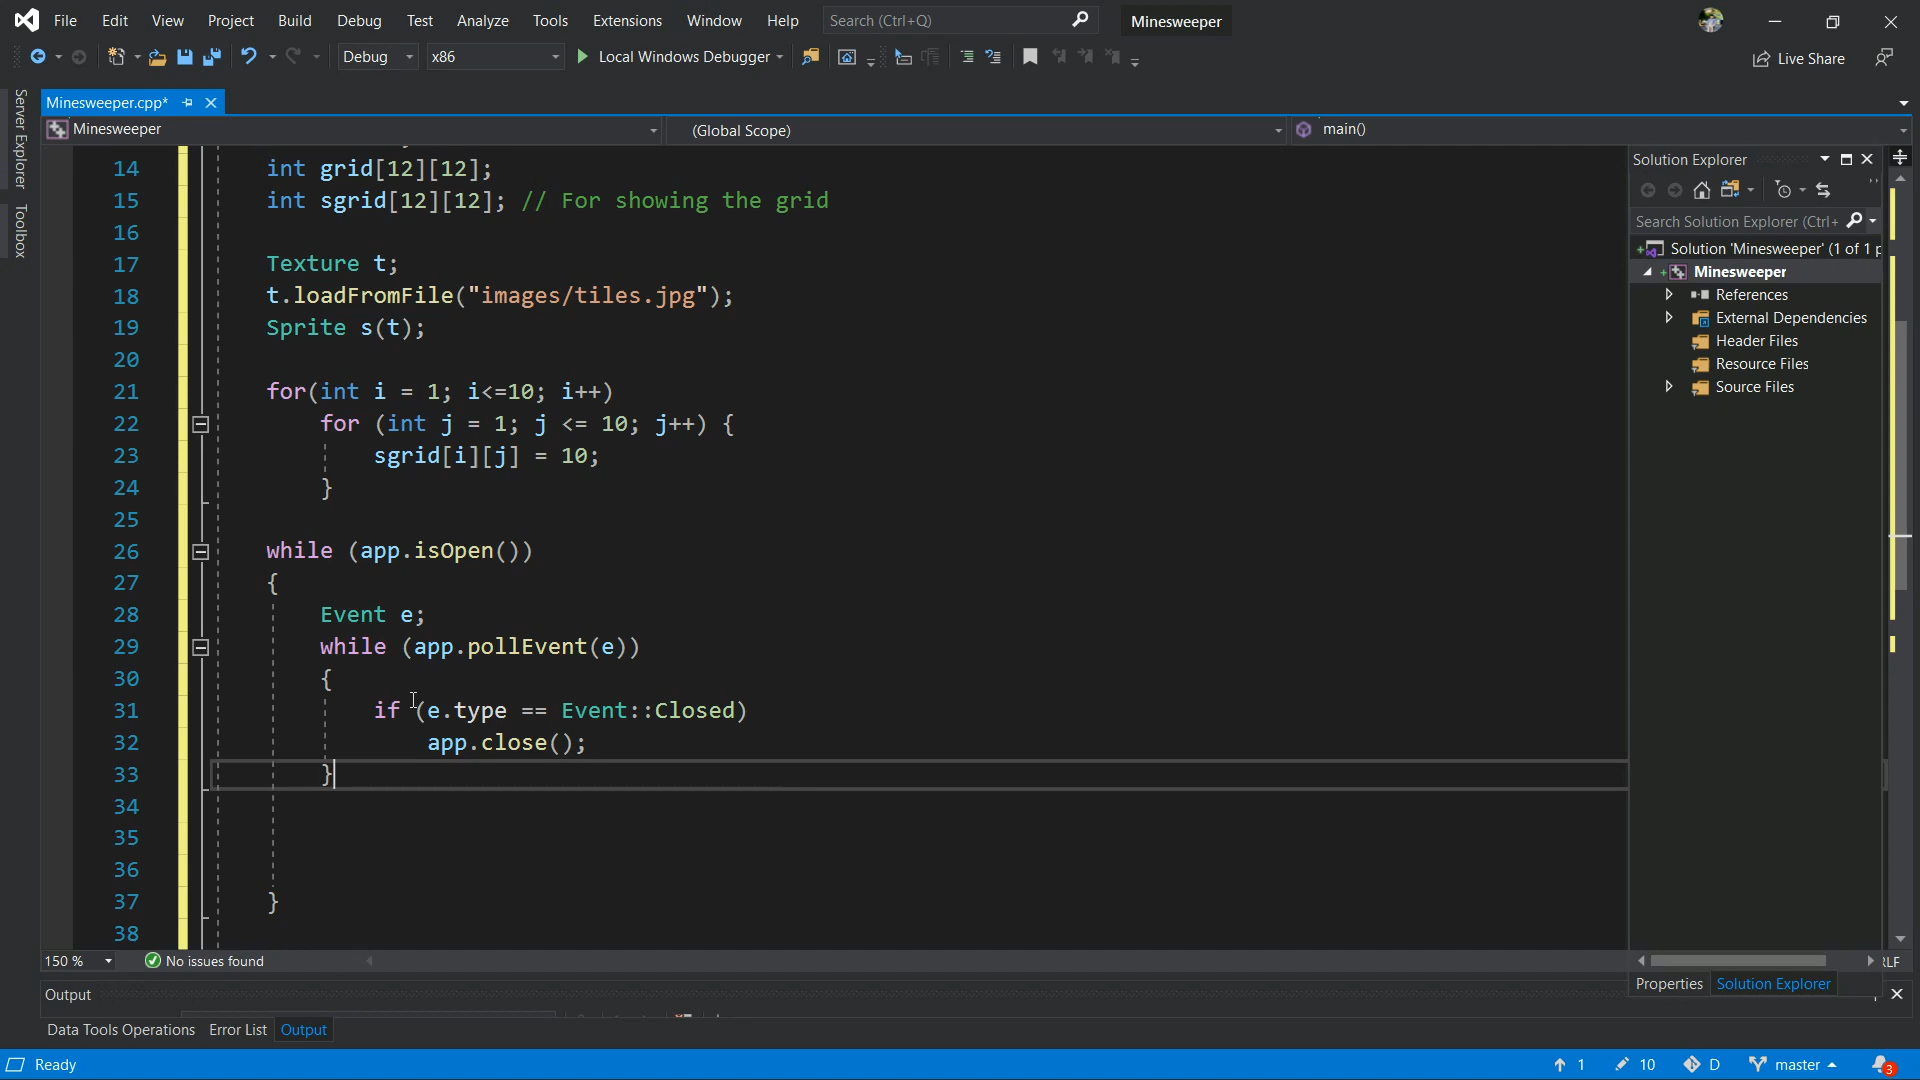 File Edit View Project Build Debug Test Analyze Tools Extensions Window Help Search (Ctrl+Q) Minesweeper
Debug x86 Local Windows Debugger Live Share
Server Explorer
Toolbox
Minesweeper.cpp*
Minesweeper (Global Scope) main()
14 int grid[12][12];
15 int sgrid[12][12]; // For showing the grid
16
17 Texture t;
18 t.loadFromFile("images/tiles.jpg");
19 Sprite s(t);
20
21 for(int i = 1; i<=10; i++)
22 for (int j = 1; j <= 10; j++) {
23 sgrid[i][j] = 10;
24 }
25
26 while (app.isOpen())
27 {
28 Event e;
29 while (app.pollEvent(e))
30 {
31 if (e.type == Event::Closed)
32 app.close();
33 }
34
35
36
37 }
38
Solution Explorer
Search Solution Explorer (Ctrl+
Solution 'Minesweeper' (1 of 1 p
Minesweeper
References
External Dependencies
Header Files
Resource Files
Source Files
150 % No issues found
Properties Solution Explorer
Output
Data Tools Operations Error List Output
Ready 1 10 D master 3